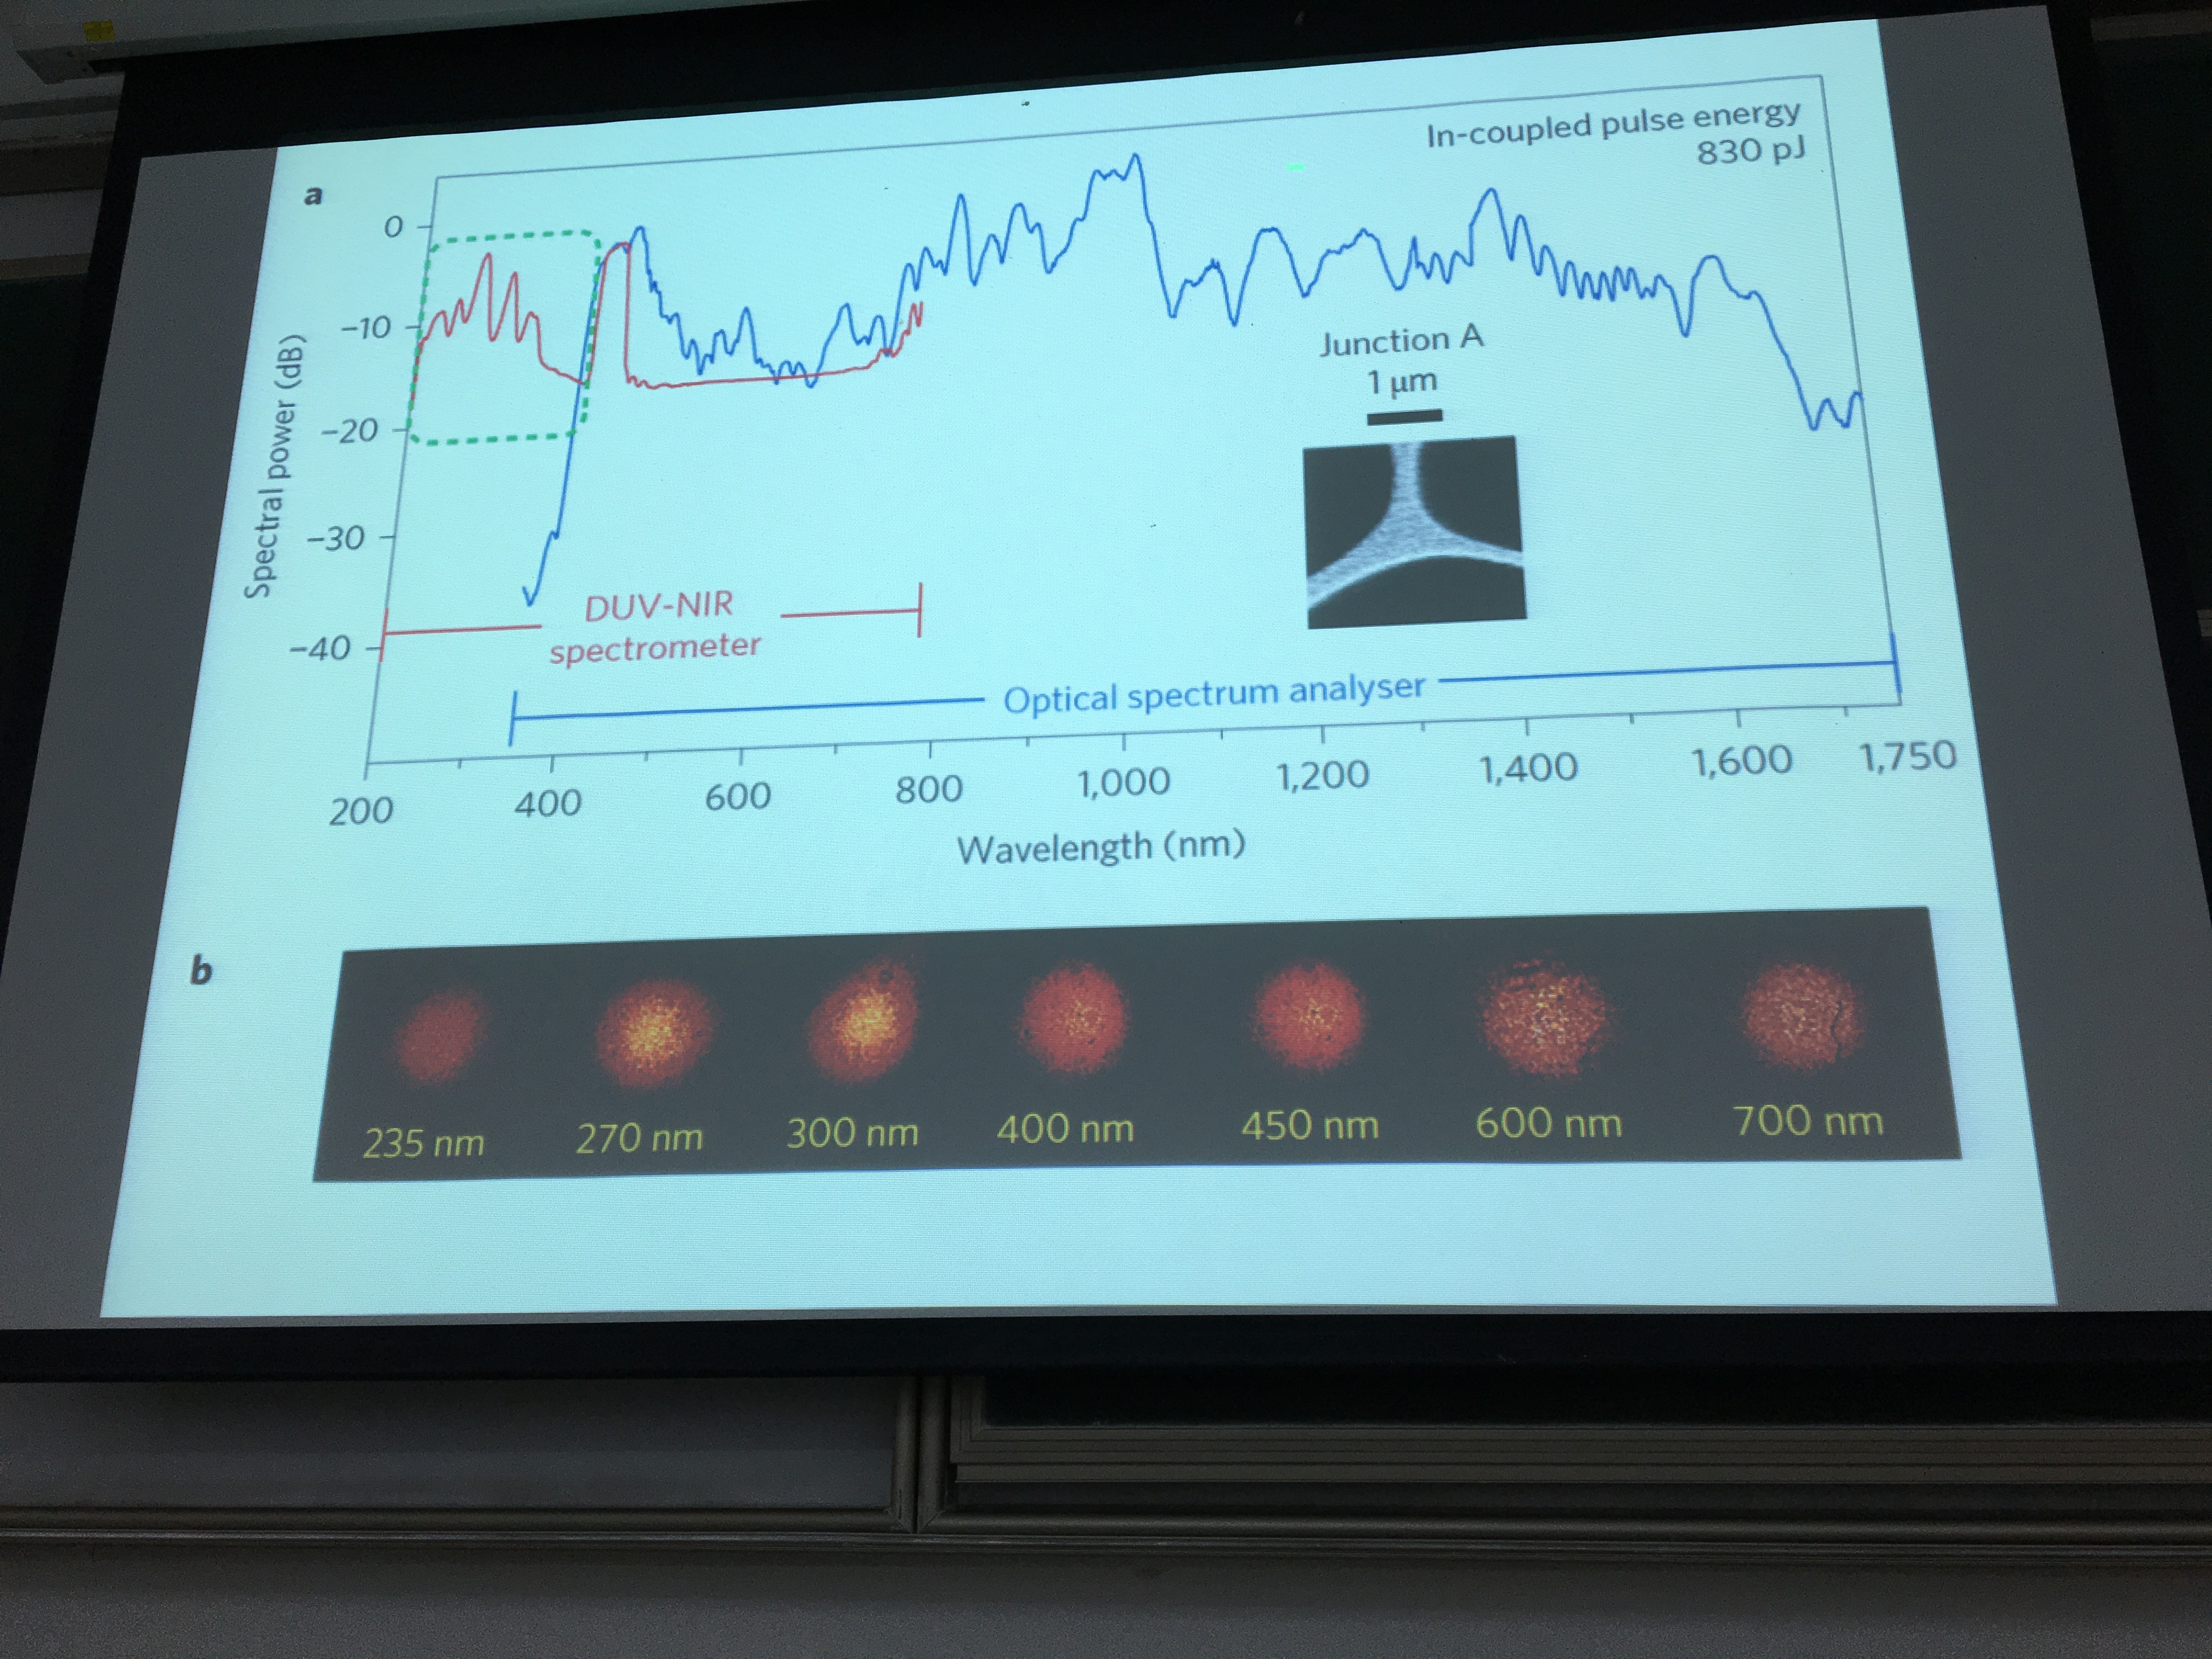 a
In-coupled pulse energy
830 pJ
0
−10
−20
−30
−40
Spectral power (dB)
Junction A
1 μm
DUV-NIR
spectrometer
Optical spectrum analyser
200 400 600 800 1,000 1,200 1,400 1,600 1,750
Wavelength (nm)
b
235 nm 270 nm 300 nm 400 nm 450 nm 600 nm 700 nm